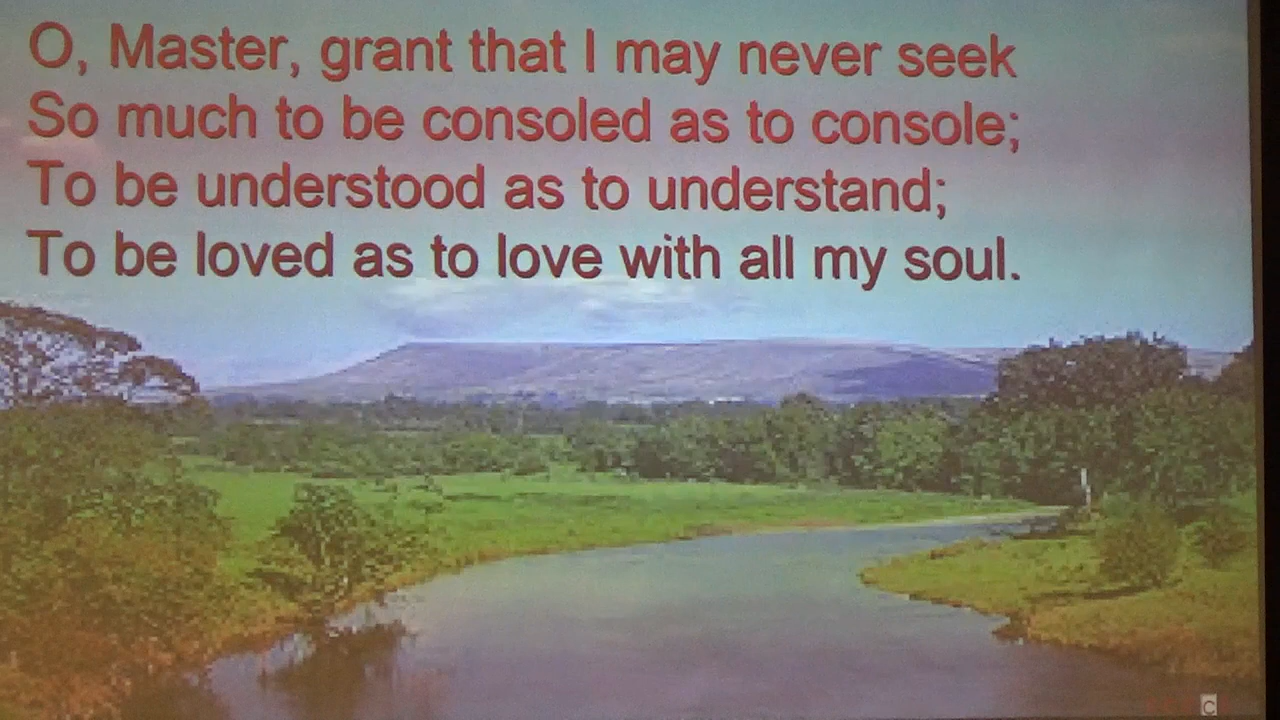 O, Master, grant that I may never seek
So much to be consoled as to console;
To be understood as to understand;
To be loved as to love with all my soul.
C